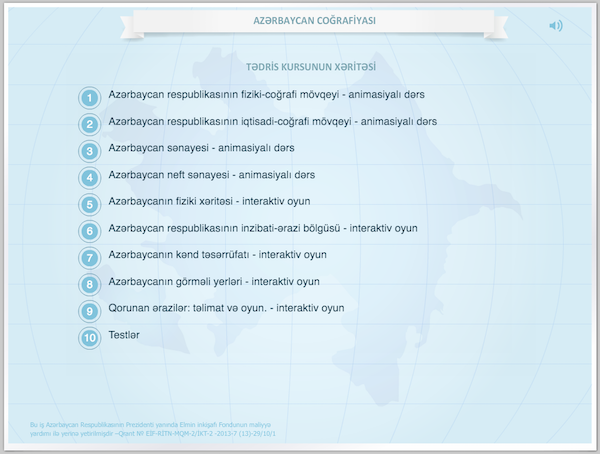 AZƏRBAYCAN COĞRAFİYASI
TƏDRİS KURSUNUN XƏRİTƏSİ
1 Azərbaycan respublikasının fiziki-coğrafi mövqeyi - animasiyalı dərs
2 Azərbaycan respublikasının iqtisadi-coğrafi mövqeyi - animasiyalı dərs
3 Azərbaycan sənayesi - animasiyalı dərs
4 Azərbaycan neft sənayesi - animasiyalı dərs
5 Azərbaycanın fiziki xəritəsi - interaktiv oyun
6 Azərbaycan respublikasının inzibati-ərazi bölgüsü - interaktiv oyun
7 Azərbaycanın kənd təsərrüfatı - interaktiv oyun
8 Azərbaycanın görməli yerləri - interaktiv oyun
9 Qorunan ərazilər: təlimat və oyun. - interaktiv oyun
10 Testlər
Bu iş Azərbaycan Respublikasının Prezidenti yanında Elmin inkişafı Fondunun maliyyə
yardımı ilə yerinə yetirilmişdir –Qrant № EIF-RITN-MQM-2/IKT-2 -2013-7 (13)-29/10/1